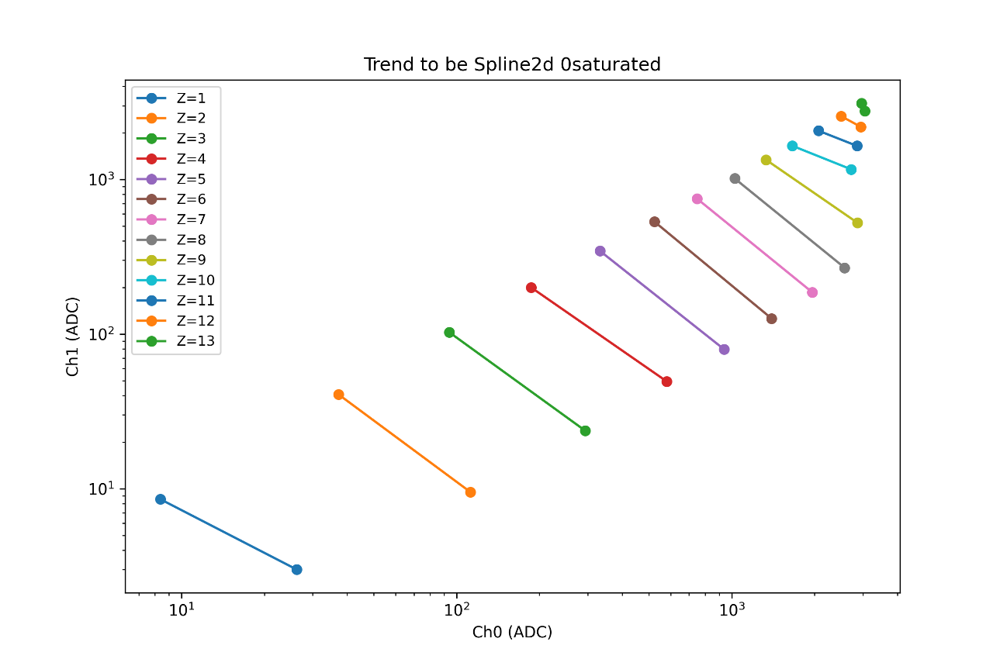 Trend to be Spline2d 0saturated
Z=1
Z=2
Z=3
Z=4
Z=5
Z=6
Z=7
Z=8
Z=9
Z=10
Z=11
Z=12
Z=13
Ch1 (ADC)
10³
10²
10¹
10¹ 10² 10³
Ch0 (ADC)